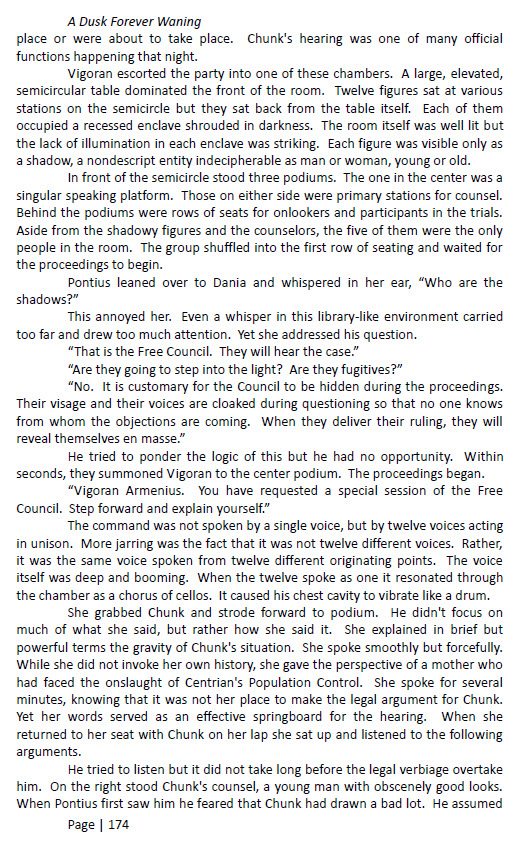 A Dusk Forever Waning
place or were about to take place. Chunk's hearing was one of many official
functions happening that night.
Vigoran escorted the party into one of these chambers. A large, elevated,
semicircular table dominated the front of the room. Twelve figures sat at various
stations on the semicircle but they sat back from the table itself. Each of them
occupied a recessed enclave shrouded in darkness. The room itself was well lit but
the lack of illumination in each enclave was striking. Each figure was visible only as
a shadow, a nondescript entity indecipherable as man or woman, young or old.
In front of the semicircle stood three podiums. The one in the center was a
singular speaking platform. Those on either side were primary stations for counsel.
Behind the podiums were rows of seats for onlookers and participants in the trials.
Aside from the shadowy figures and the counselors, the five of them were the only
people in the room. The group shuffled into the first row of seating and waited for
the proceedings to begin.
Pontius leaned over to Dania and whispered in her ear, “Who are the
shadows?”
This annoyed her. Even a whisper in this library-like environment carried
too far and drew too much attention. Yet she addressed his question.
“That is the Free Council. They will hear the case.”
“Are they going to step into the light? Are they fugitives?”
“No. It is customary for the Council to be hidden during the proceedings.
Their visage and their voices are cloaked during questioning so that no one knows
from whom the objections are coming. When they deliver their ruling, they will
reveal themselves en masse.”
He tried to ponder the logic of this but he had no opportunity. Within
seconds, they summoned Vigoran to the center podium. The proceedings began.
“Vigoran Armenius. You have requested a special session of the Free
Council. Step forward and explain yourself.”
The command was not spoken by a single voice, but by twelve voices acting
in unison. More jarring was the fact that it was not twelve different voices. Rather,
it was the same voice spoken from twelve different originating points. The voice
itself was deep and booming. When the twelve spoke as one it resonated through
the chamber as a chorus of cellos. It caused his chest cavity to vibrate like a drum.
She grabbed Chunk and strode forward to podium. He didn't focus on
much of what she said, but rather how she said it. She explained in brief but
powerful terms the gravity of Chunk's situation. She spoke smoothly but forcefully.
While she did not invoke her own history, she gave the perspective of a mother who
had faced the onslaught of Centrian's Population Control. She spoke for several
minutes, knowing that it was not her place to make the legal argument for Chunk.
Yet her words served as an effective springboard for the hearing. When she
returned to her seat with Chunk on her lap she sat up and listened to the following
arguments.
He tried to listen but it did not take long before the legal verbiage overtake
him. On the right stood Chunk's counsel, a young man with obscenely good looks.
When Pontius first saw him he feared that Chunk had drawn a bad lot. He assumed
Page | 174